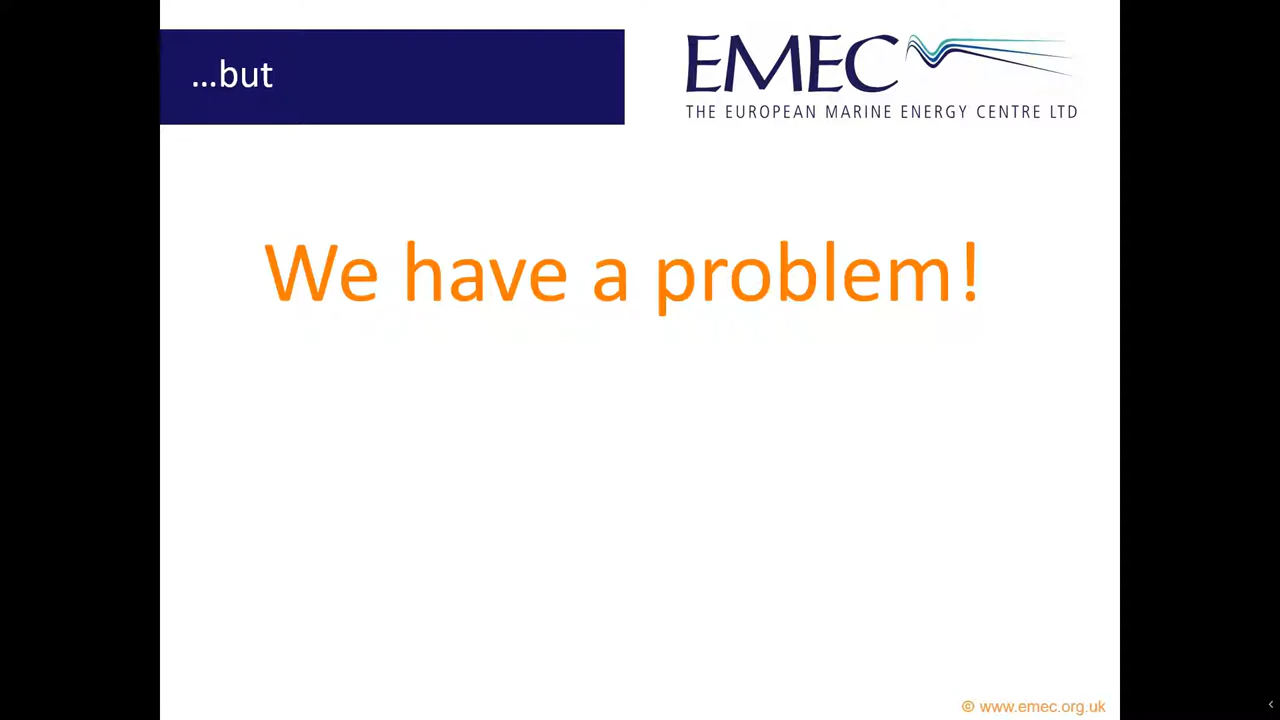 ...but
EMEC
THE EUROPEAN MARINE ENERGY CENTRE LTD
We have a problem!
© www.emec.org.uk